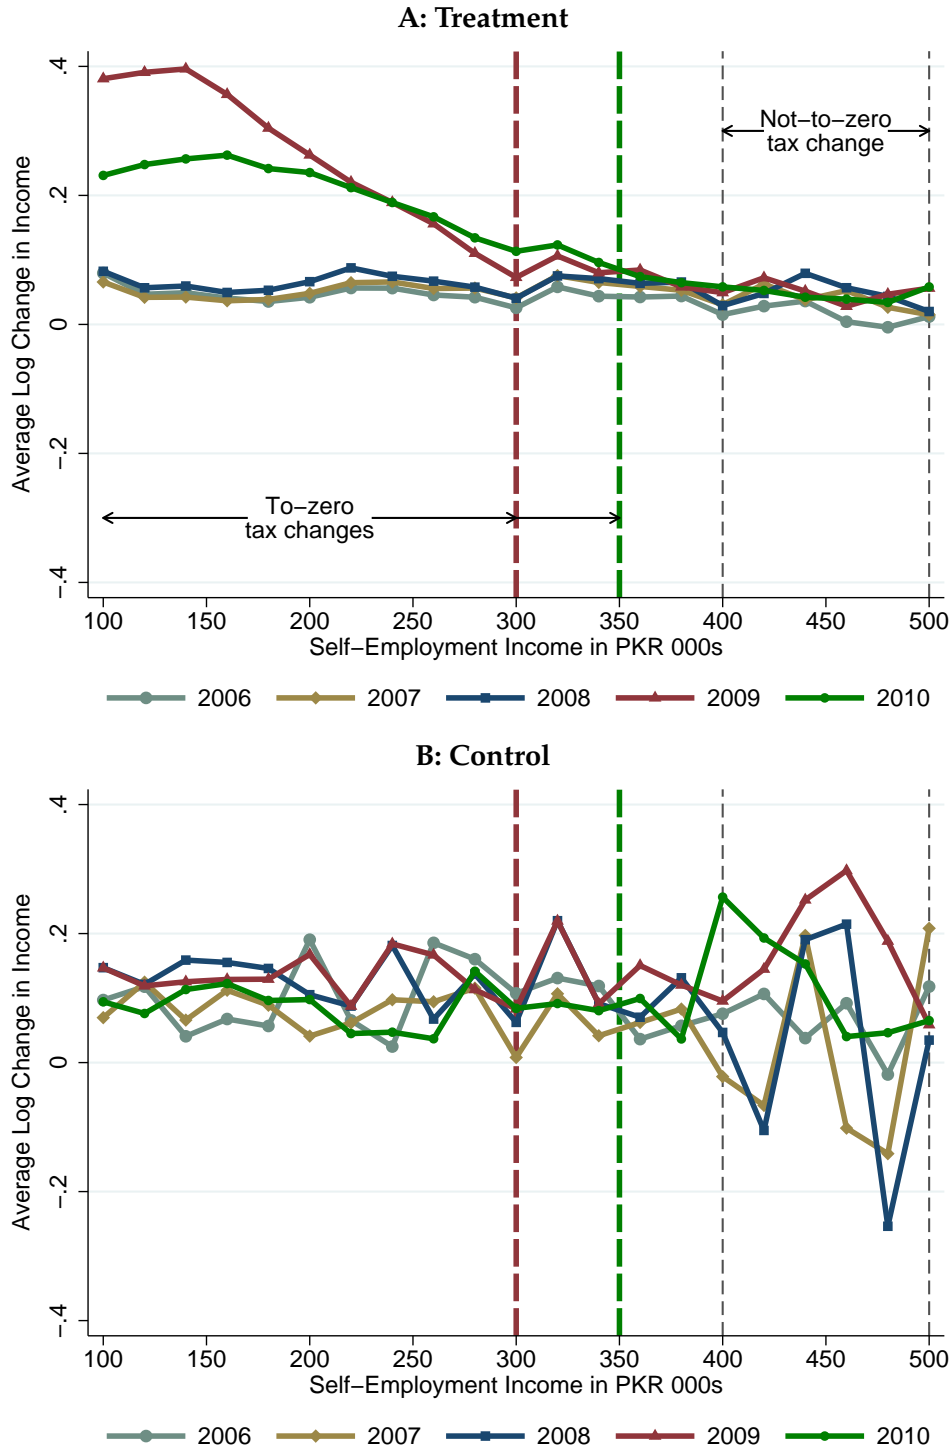 A: Treatment
Average Log Change in Income
.4
.2
0
-.2
-.4
Not-to-zero
tax change
To-zero
tax changes
100 150 200 250 300 350 400 450 500
Self-Employment Income in PKR 000s
2006 2007 2008 2009 2010
B: Control
Average Log Change in Income
.4
.2
0
-.2
-.4
100 150 200 250 300 350 400 450 500
Self-Employment Income in PKR 000s
2006 2007 2008 2009 2010